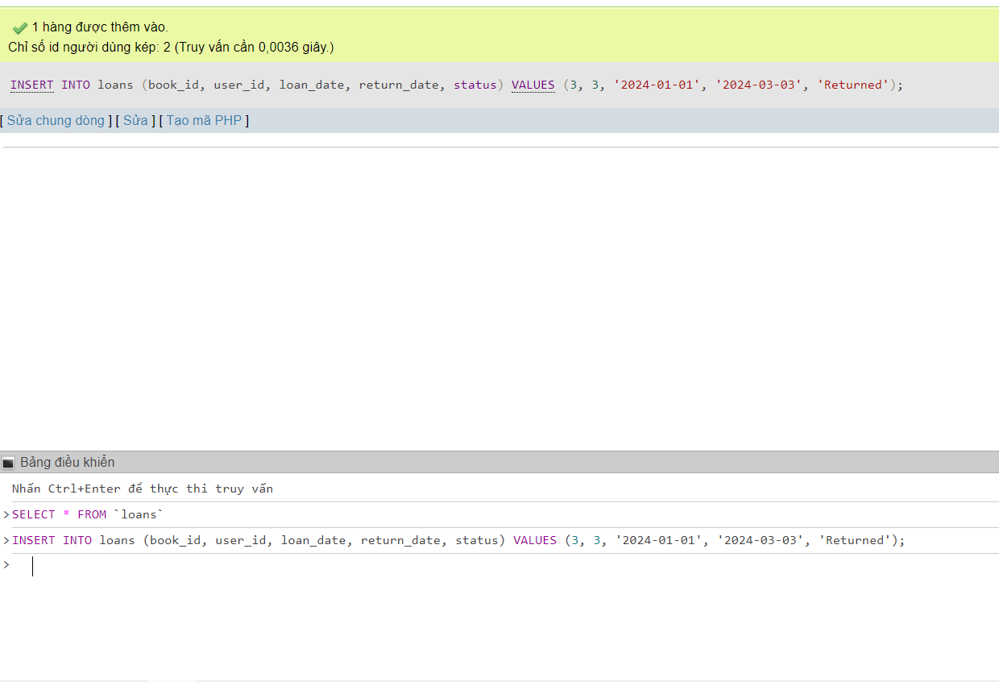 1 hàng được thêm vào.
Chỉ số id người dùng kép: 2 (Truy vấn cần 0,0036 giây.)
INSERT INTO loans (book_id, user_id, loan_date, return_date, status) VALUES (3, 3, '2024-01-01', '2024-03-03', 'Returned');
[ Sửa chung dòng ] [ Sửa ] [ Tạo mã PHP ]
Bảng điều khiển
Nhấn Ctrl+Enter để thực thi truy vấn
>SELECT * FROM `loans`
>INSERT INTO loans (book_id, user_id, loan_date, return_date, status) VALUES (3, 3, '2024-01-01', '2024-03-03', 'Returned');
>